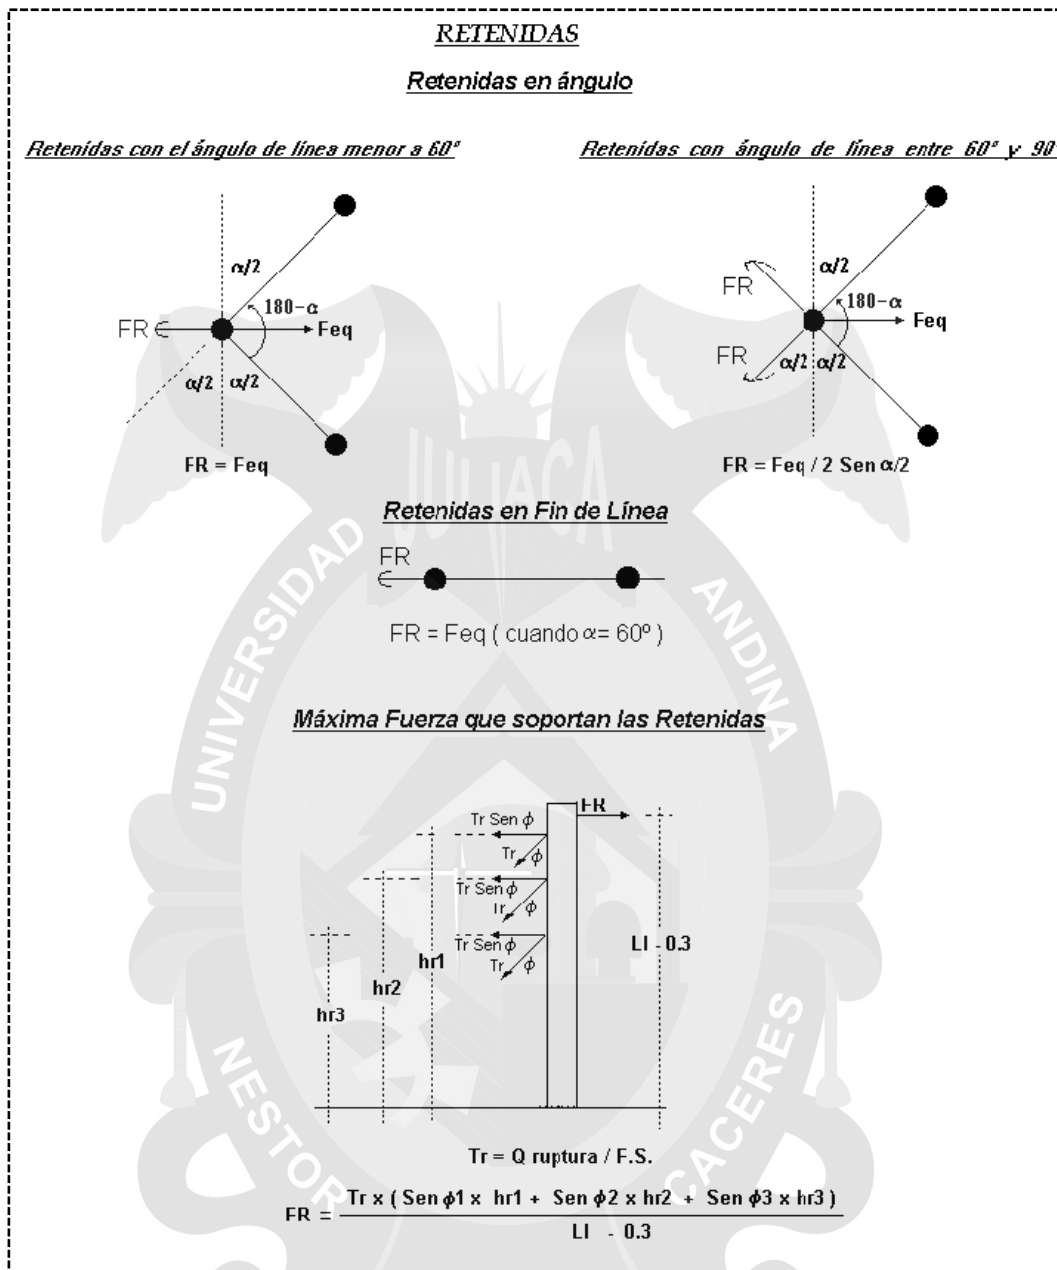 RETENIDAS
Retenidas en ángulo
Retenidas con el ángulo de línea menor a 60º
α/2
180-α
FR
Feq
α/2
α/2
FR = Feq
Retenidas con ángulo de línea entre 60º y 90º
α/2
FR
180-α
Feq
FR
α/2
α/2
FR = Feq / 2 Sen α/2
Retenidas en Fin de Línea
FR
FR = Feq ( cuando α= 60º )
Máxima Fuerza que soportan las Retenidas
FR
Tr Sen ϕ
Tr
ϕ
Tr Sen ϕ
Tr
ϕ
Tr Sen ϕ
Tr
ϕ
hr1
hr2
hr3
LI - 0.3
Tr = Q ruptura / F.S.
FR = Tr x ( Sen ϕ1 x hr1 + Sen ϕ2 x hr2 + Sen ϕ3 x hr3 )
LI - 0.3
UNIVERSIDAD
ANDINA
NESTOR
CACERES
JULIACA